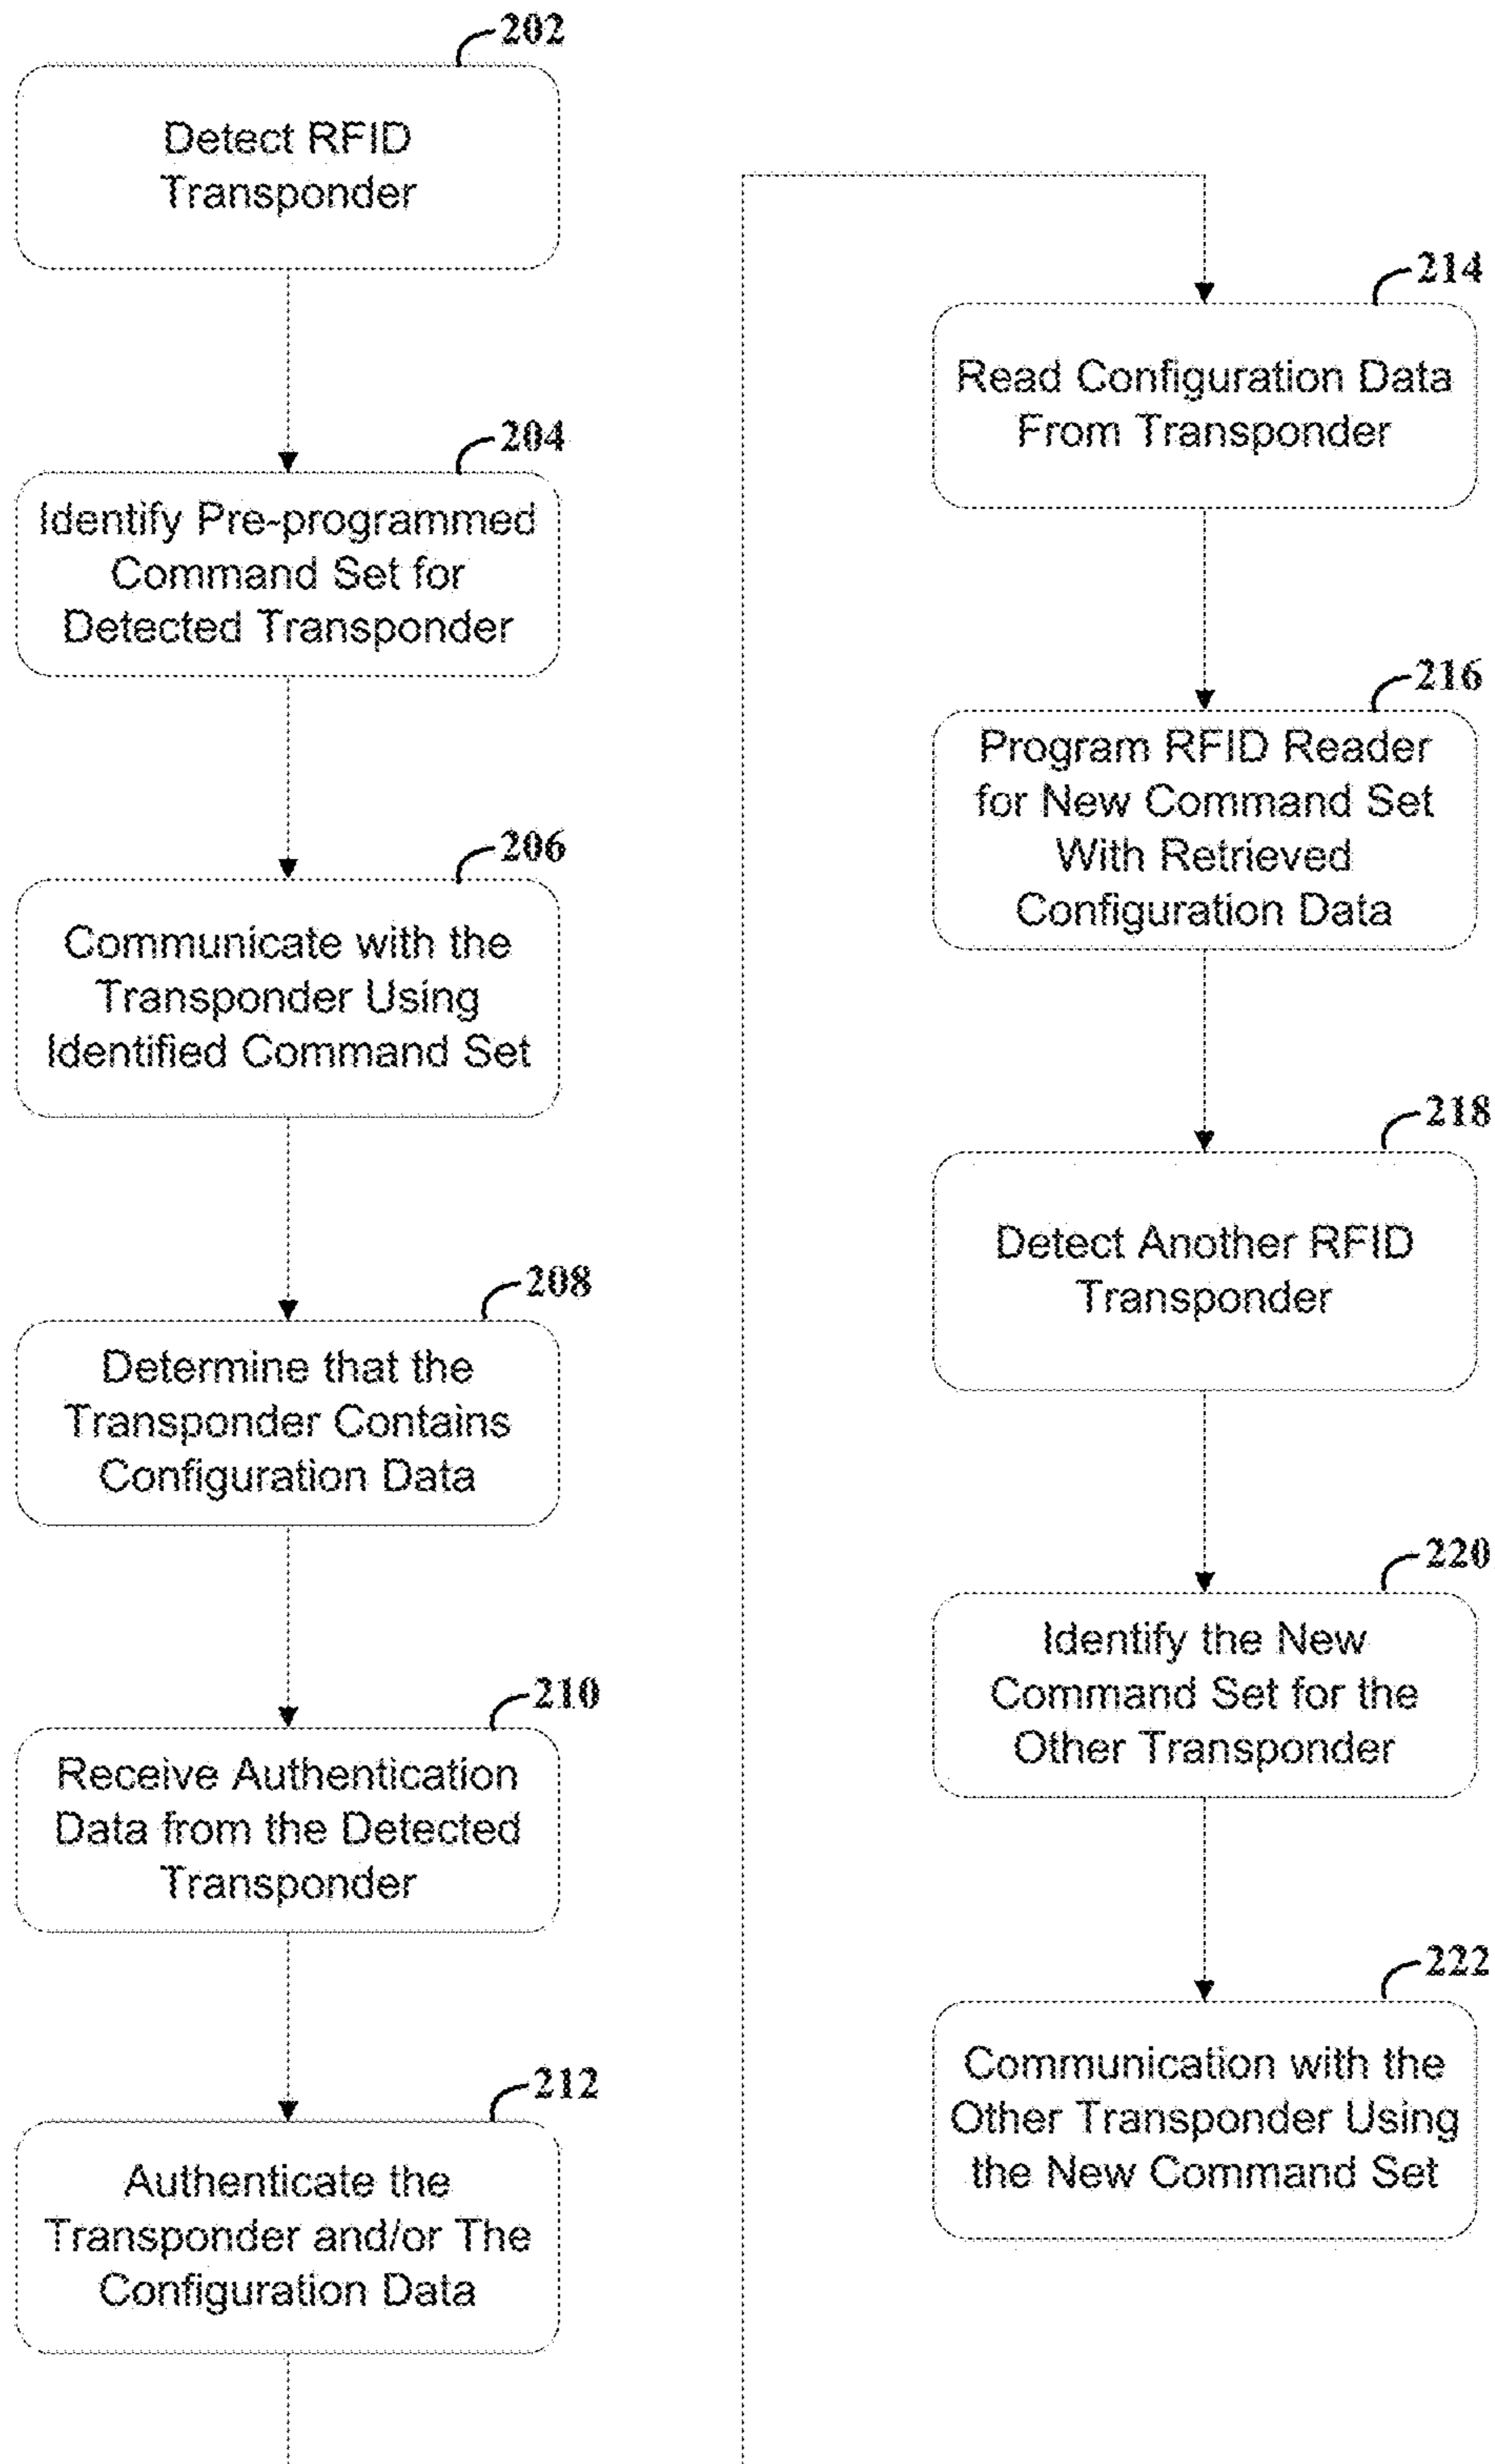 202
Detect RFID
Transponder
204
Identify Pre-programmed
Command Set for
Detected Transponder
206
Communicate with the
Transponder Using
Identified Command Set
208
Determine that the
Transponder Contains
Configuration Data
210
Receive Authentication
Data from the Detected
Transponder
212
Authenticate the
Transponder and/or The
Configuration Data
214
Read Configuration Data
From Transponder
216
Program RFID Reader
for New Command Set
With Retrieved
Configuration Data
218
Detect Another RFID
Transponder
220
Identify the New
Command Set for the
Other Transponder
222
Communication with the
Other Transponder Using
the New Command Set